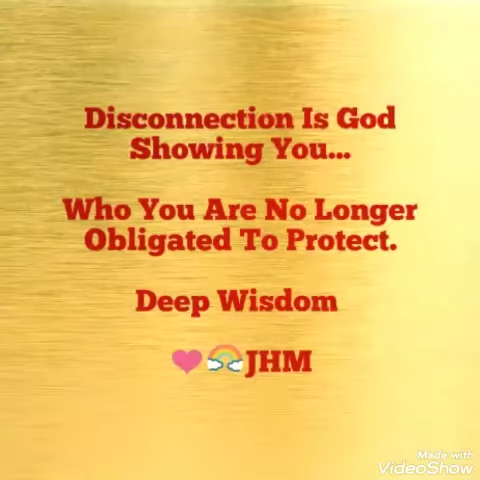 Disconnection Is God
Showing You...
Who You Are No Longer
Obligated To Protect.
Deep Wisdom
❤🌈JHM
Made with
VideoShow